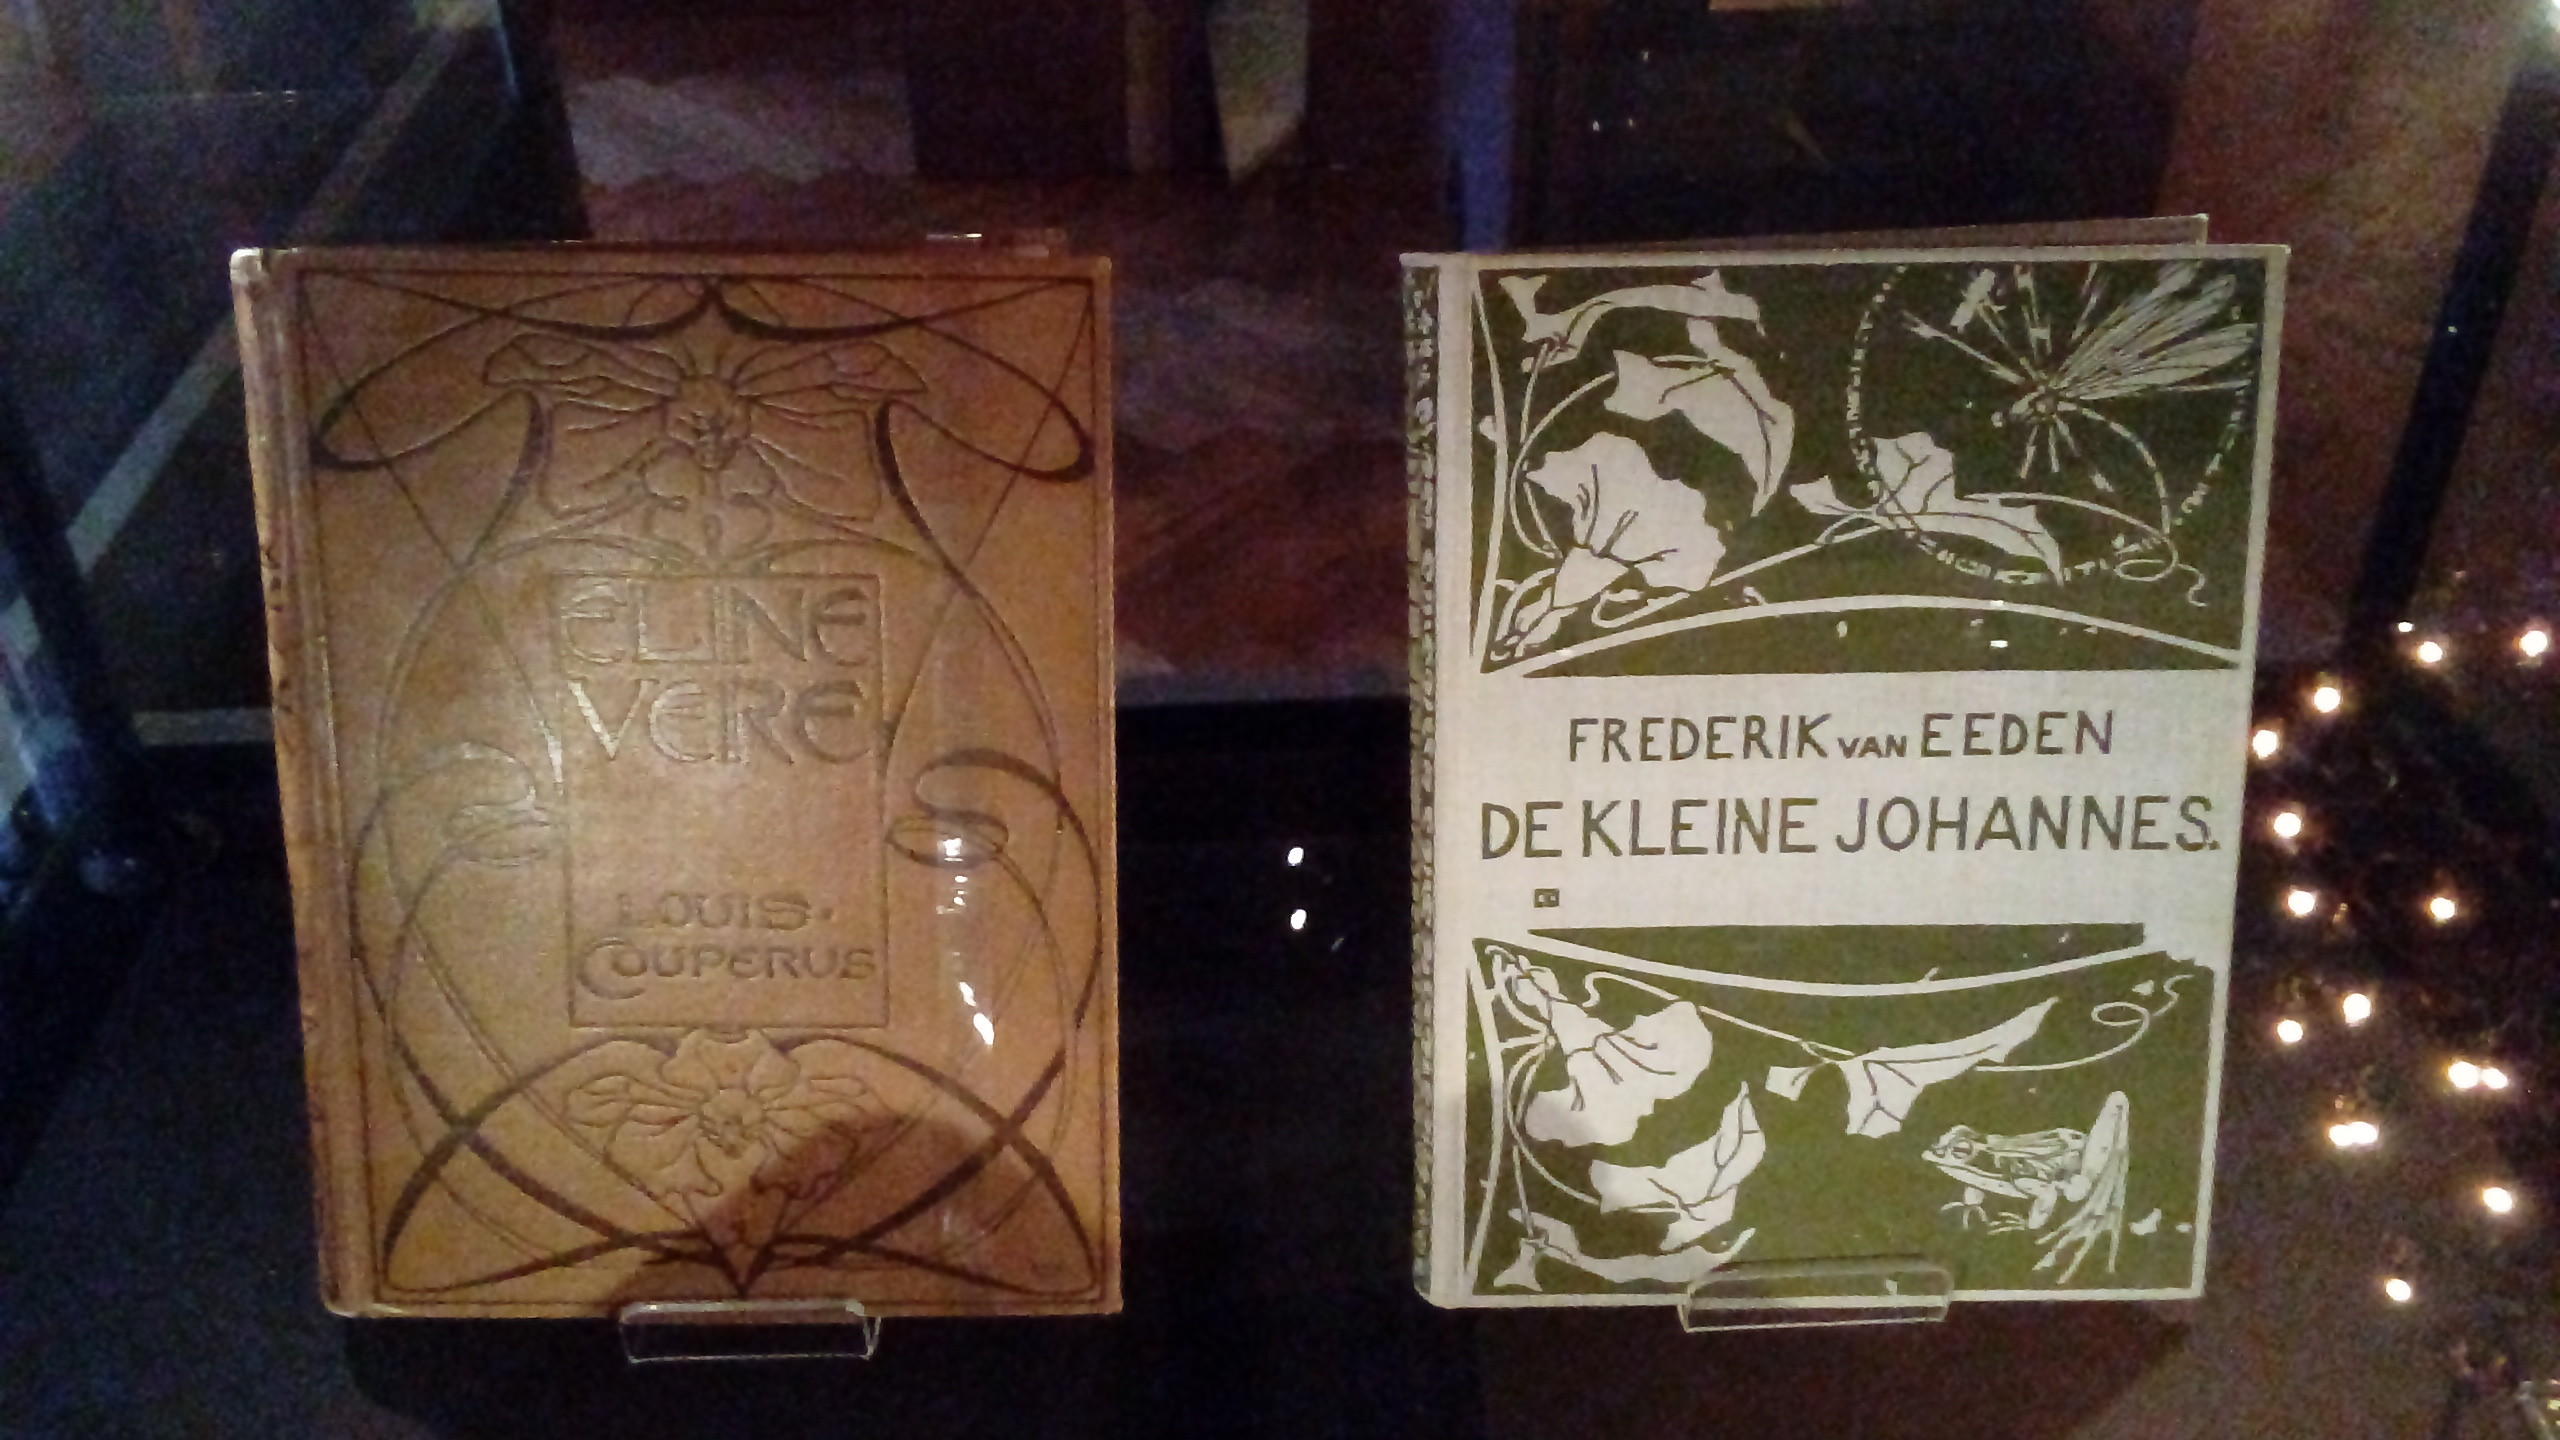 ELINE
VERE
LOUIS·
COUPERUS
FREDERIK VAN EEDEN
DE KLEINE JOHANNES.